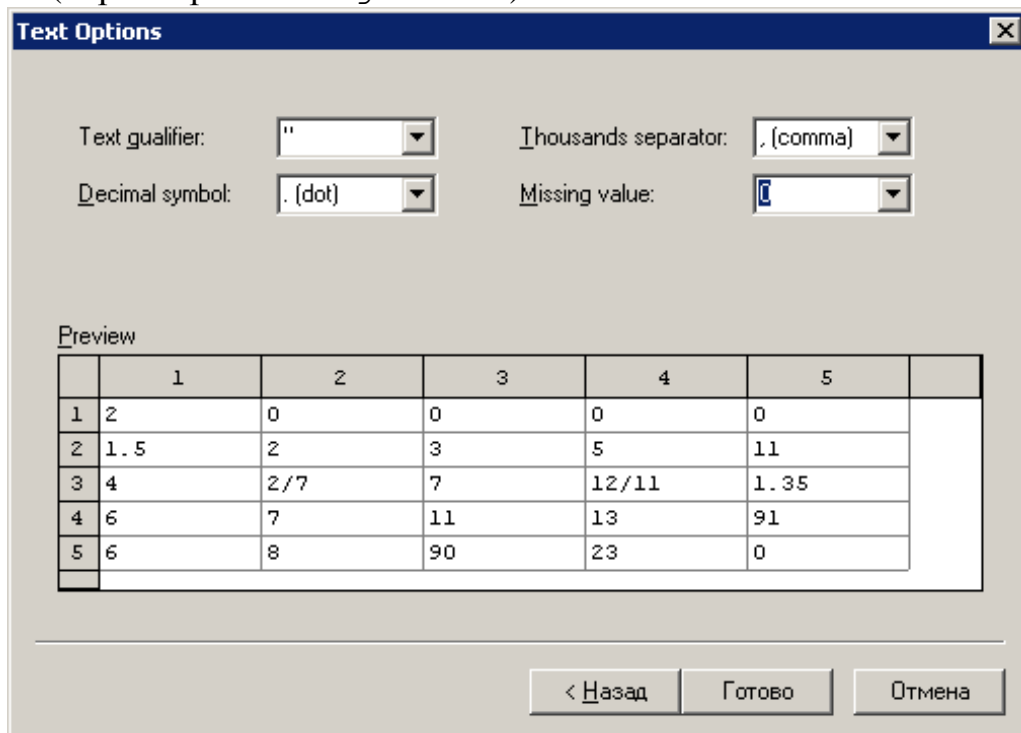 Text Options
Text qualifier: " Thousands separator: , (comma)
Decimal symbol: . (dot) Missing value: 0
Preview
1 2 3 4 5
1 2 0 0 0 0
2 1.5 2 3 5 11
3 4 2/7 7 12/11 1.35
4 6 7 11 13 91
5 6 8 90 23 0
< Назад Готово Отмена